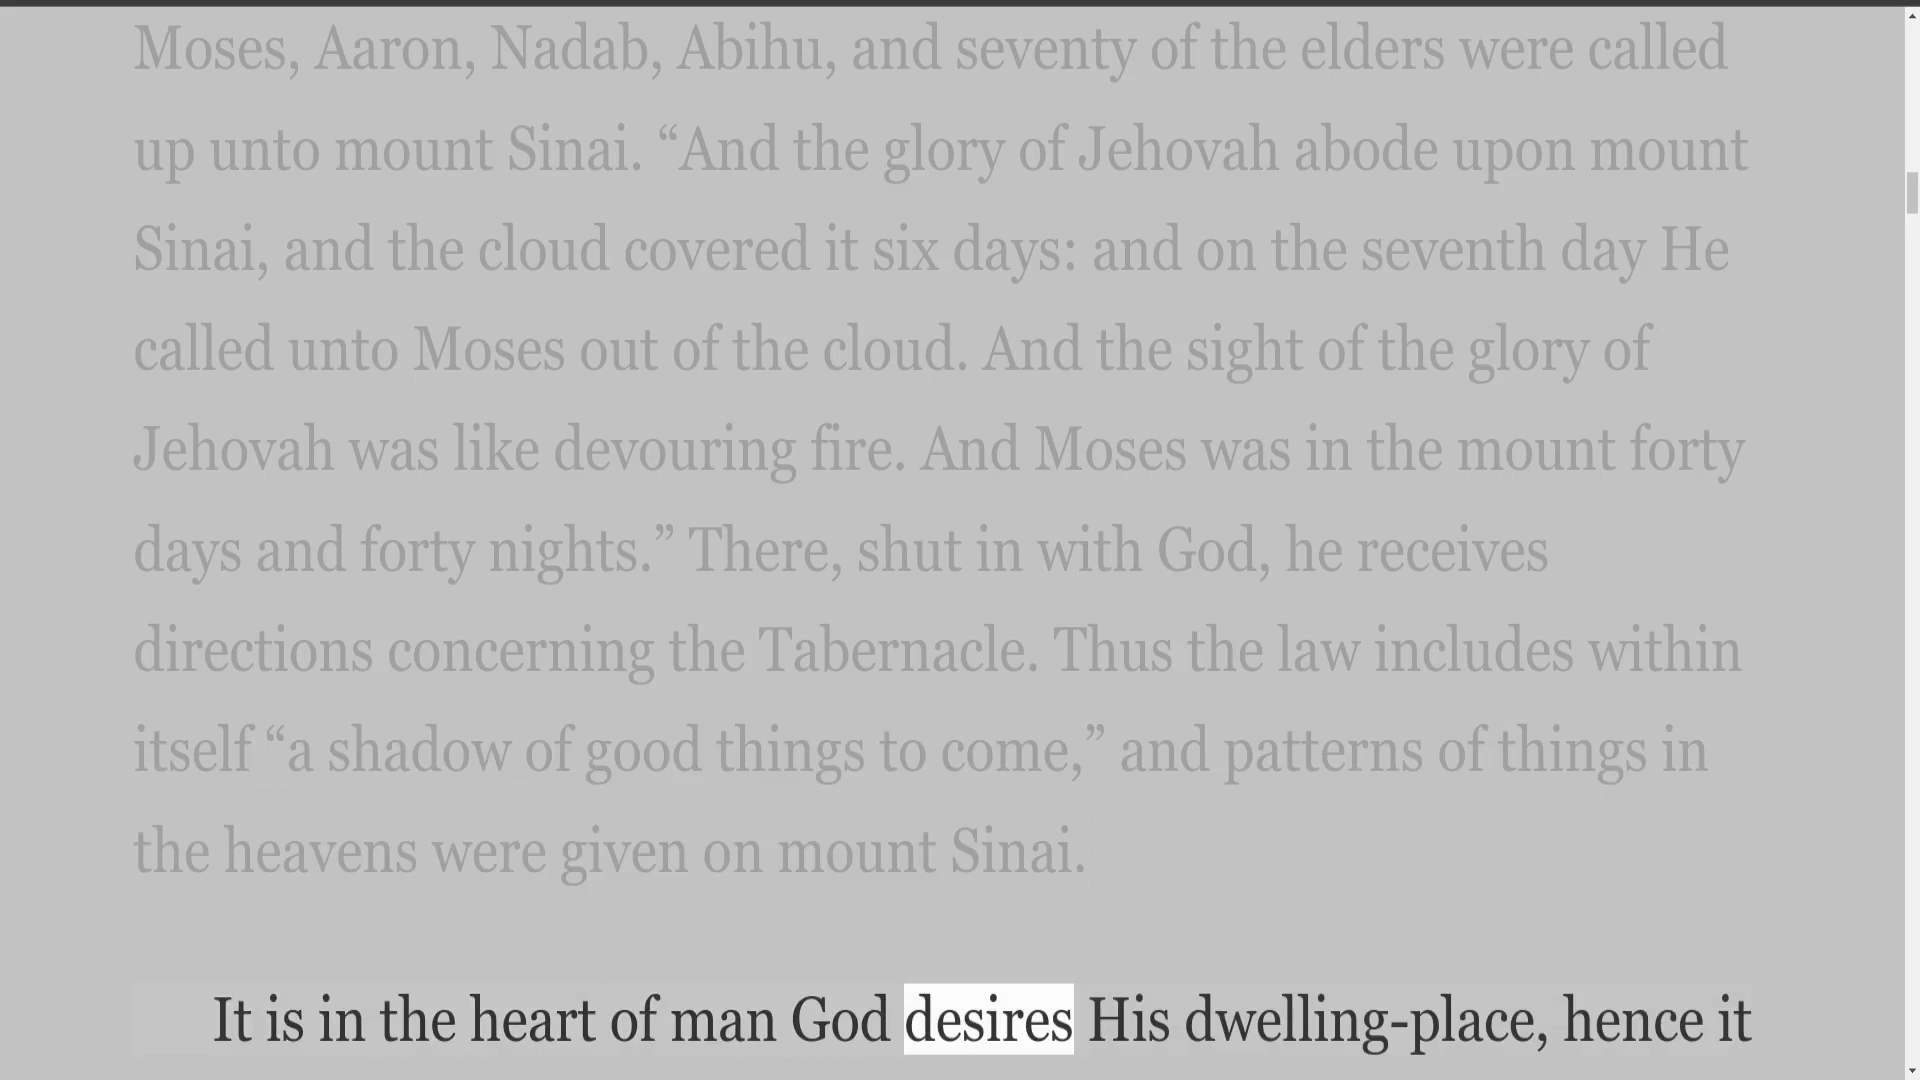 Moses, Aaron, Nadab, Abihu, and seventy of the elders were called
up unto mount Sinai. “And the glory of Jehovah abode upon mount
Sinai, and the cloud covered it six days: and on the seventh day He
called unto Moses out of the cloud. And the sight of the glory of
Jehovah was like devouring fire. And Moses was in the mount forty
days and forty nights.” There, shut in with God, he receives
directions concerning the Tabernacle. Thus the law includes within
itself “a shadow of good things to come,” and patterns of things in
the heavens were given on mount Sinai.
It is in the heart of man God desires His dwelling-place, hence it